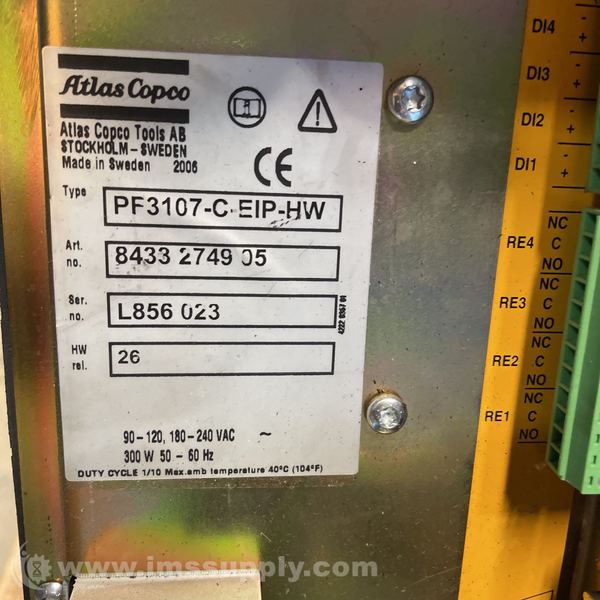 Atlas Copco
Atlas Copco Tools AB
STOCKHOLM-SWEDEN
Made in Sweden 2006
CE
Type PF3107-C-EIP-HW
Art. no. 8433 2749 05
Ser. no. L856 023
HW rel. 26
4222 0357 01
90-120, 180-240 VAC ~
300 W 50 - 60 Hz
DUTY CYCLE 1/10 Max.amb temperature 40°C (104°F)
DI4 - +
DI3 - +
DI2 - +
DI1 - +
RE4 NC C NO
RE3 NC C NO
RE2 NC C NO
RE1 NC C NO
www.imssupply.com